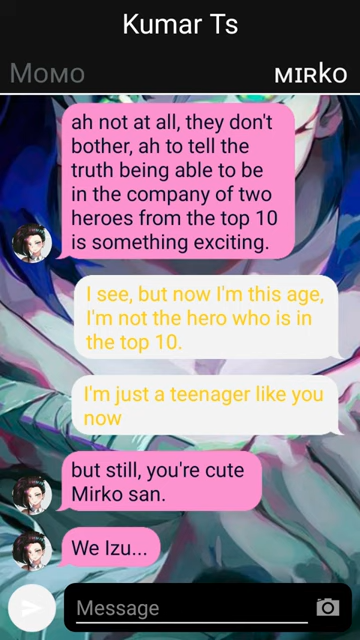 Kumar Ts
Momo
MIRkO
ah not at all, they don't
bother, ah to tell the
truth being able to be
in the company of two
heroes from the top 10
is something exciting.
I see, but now I'm this age,
I'm not the hero who is in
the top 10.
I'm just a teenager like you
now
but still, you're cute
Mirko san.
We Izu...
Message